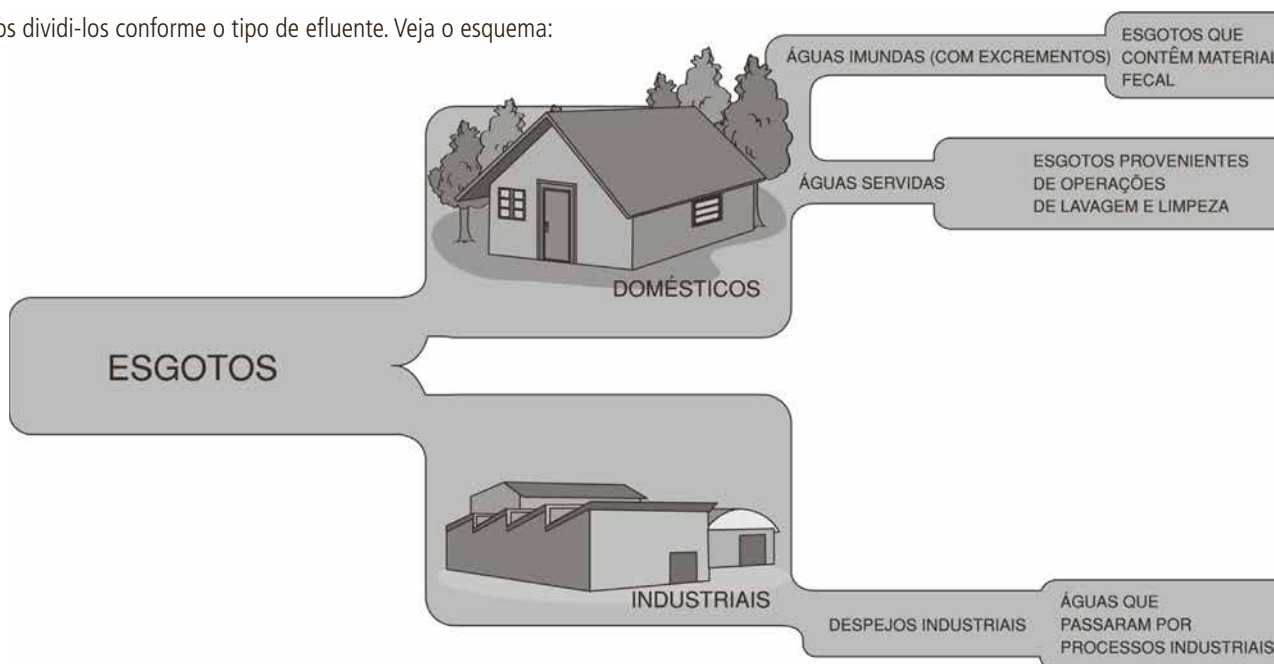 os dividi-los conforme o tipo de efluente. Veja o esquema:
ESGOTOS QUE
ÁGUAS IMUNDAS (COM EXCREMENTOS) CONTÊM MATERIAL
FECAL
ÁGUAS SERVIDAS
ESGOTOS PROVENIENTES
DE OPERAÇÕES
DE LAVAGEM E LIMPEZA
DOMÉSTICOS
ESGOTOS
INDUSTRIAIS
DESPEJOS INDUSTRIAIS
ÁGUAS QUE
PASSARAM POR
PROCESSOS INDUSTRIAIS